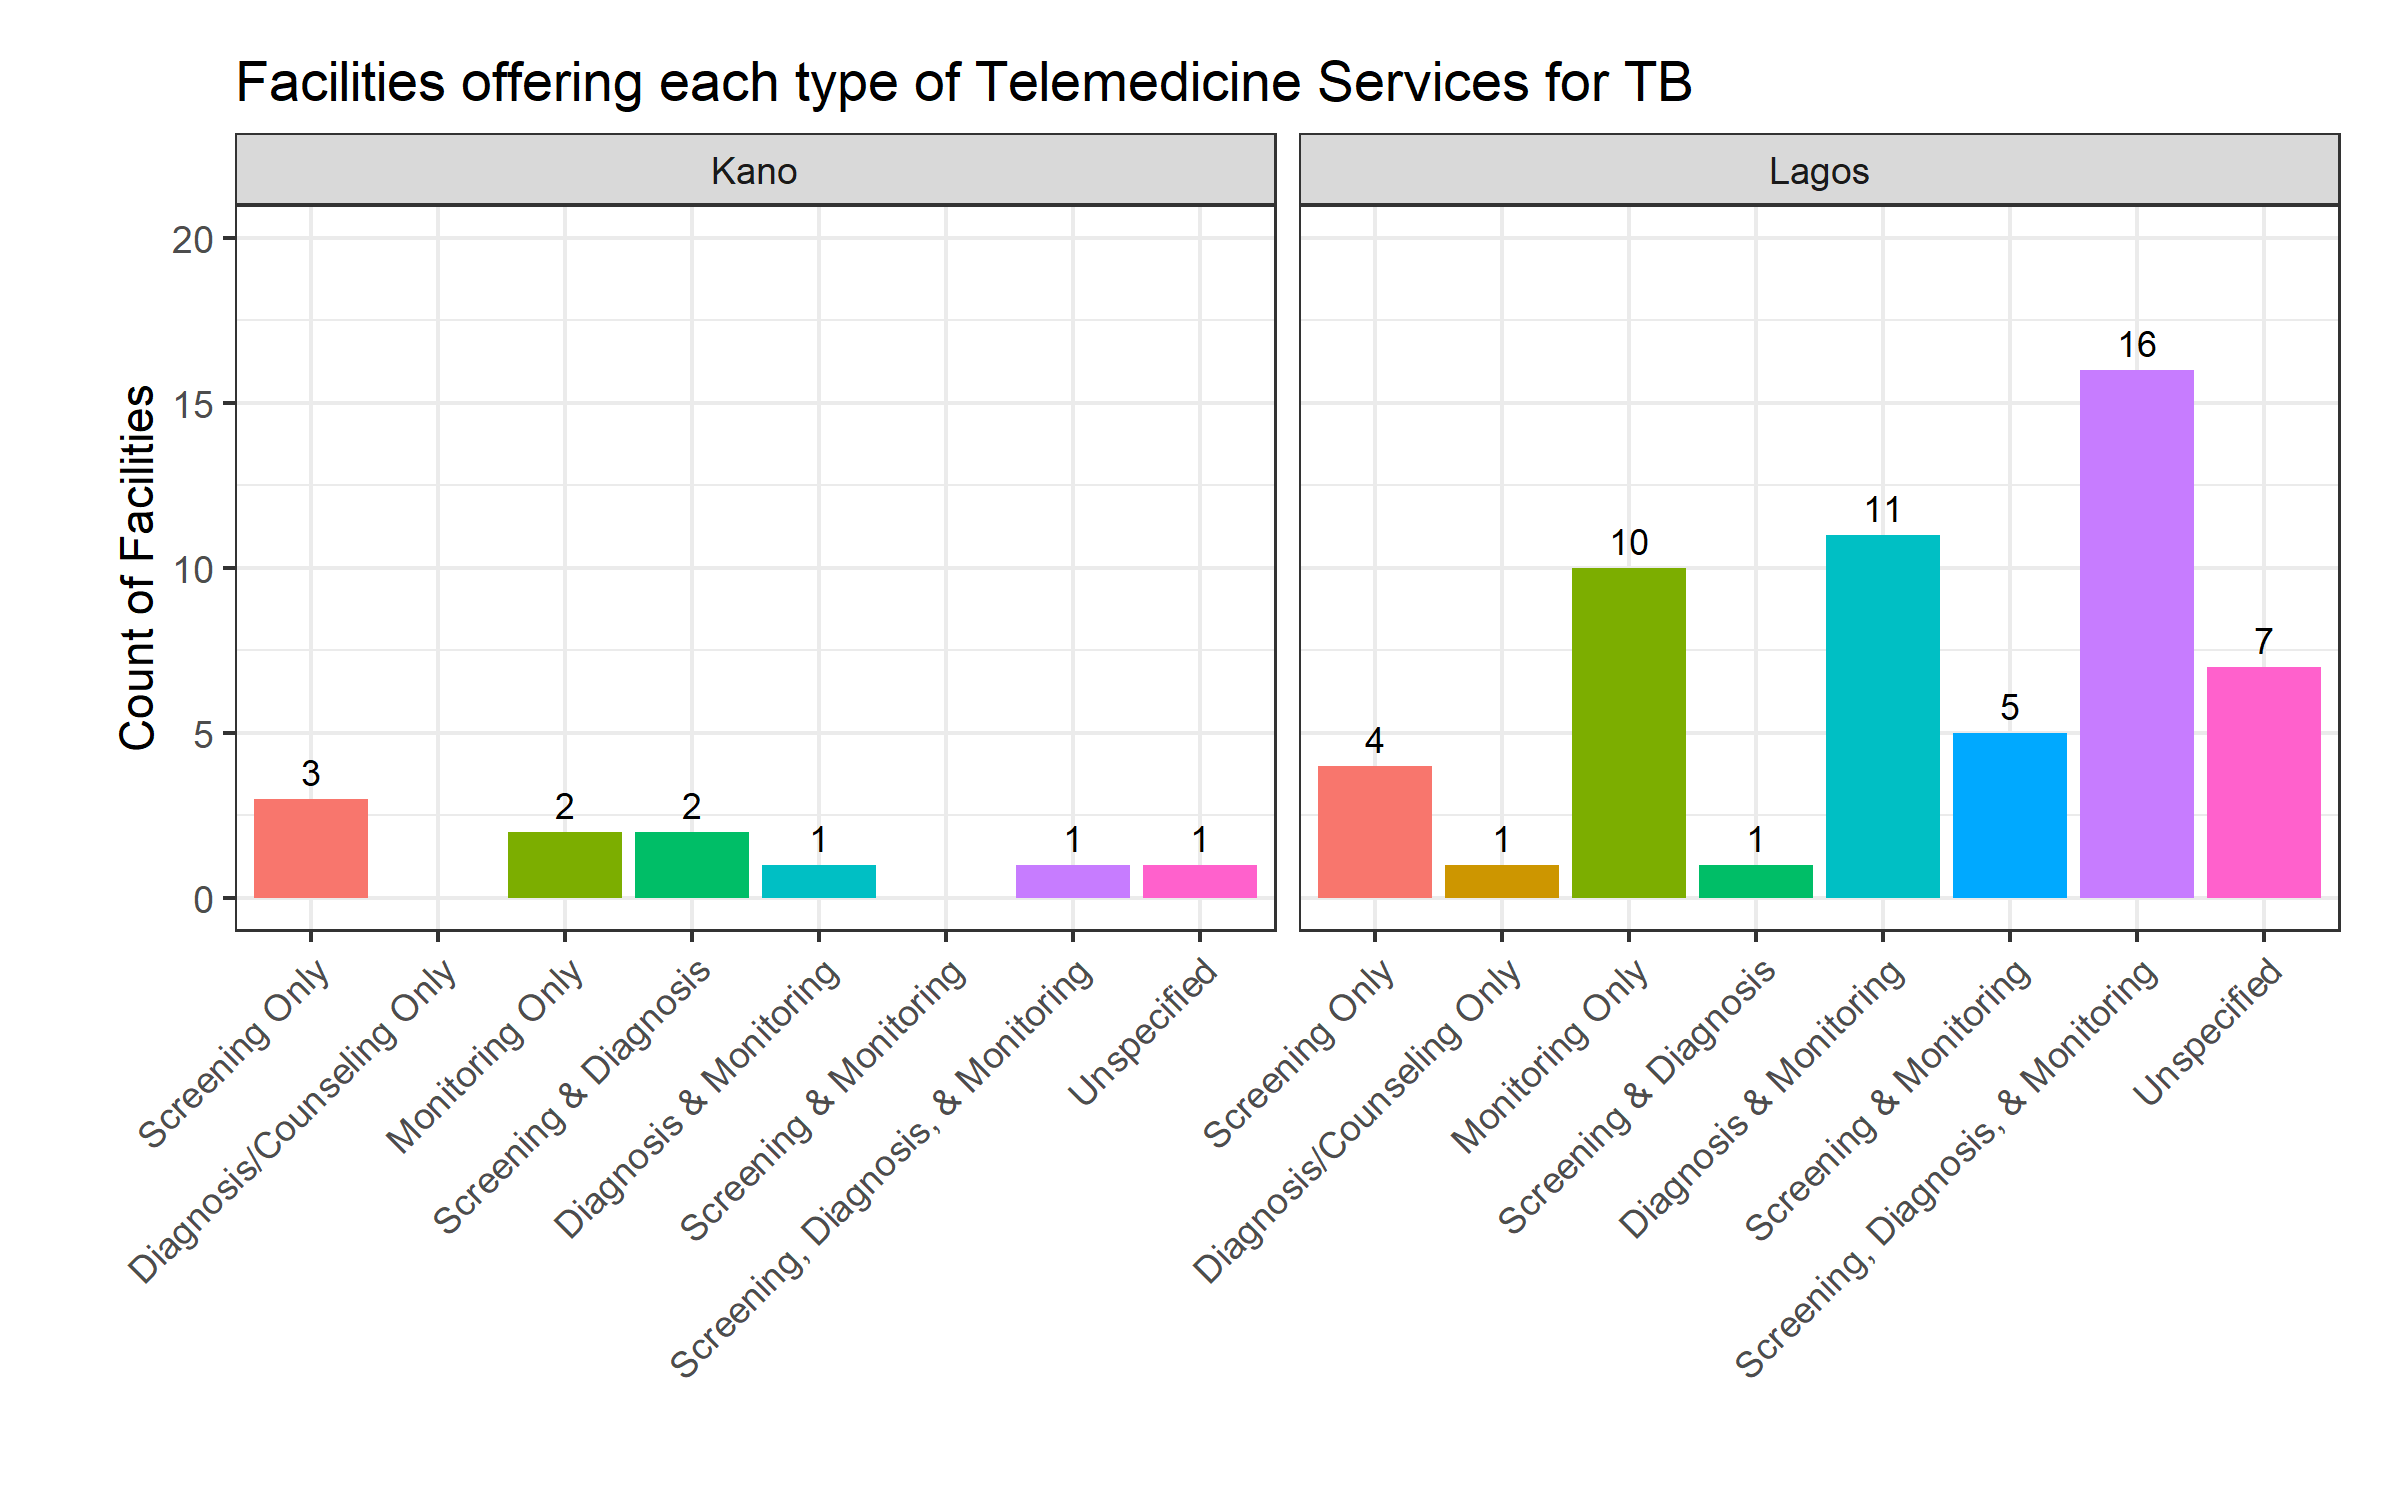 Facilities offering each type of Telemedicine Services for TB
Kano
Lagos
Count of Facilities
20
15
10
5
0
3
2
2
1
1
1
4
1
10
1
11
5
16
7
Screening Only
Diagnosis/Counseling Only
Monitoring Only
Screening & Diagnosis
Diagnosis & Monitoring
Screening & Monitoring
Screening, Diagnosis, & Monitoring
Unspecified
Screening Only
Diagnosis/Counseling Only
Monitoring Only
Screening & Diagnosis
Diagnosis & Monitoring
Screening & Monitoring
Screening, Diagnosis, & Monitoring
Unspecified